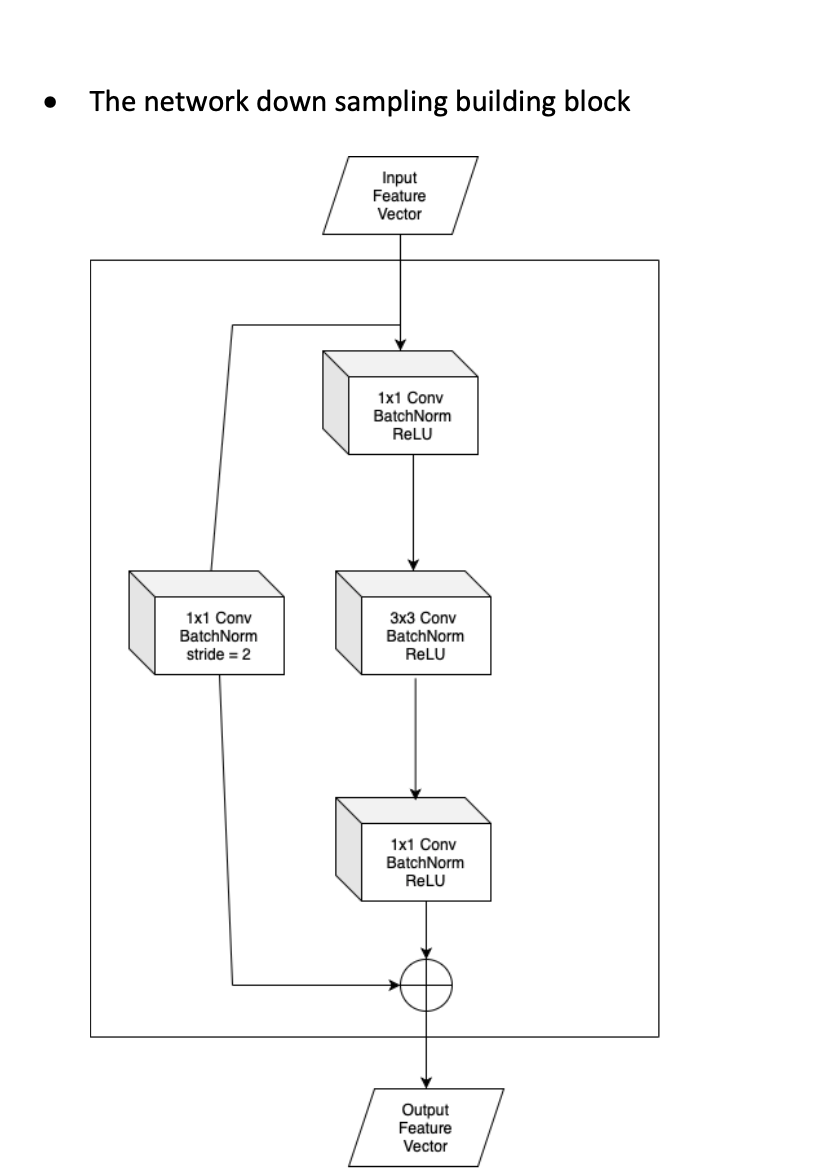 • The network down sampling building block
Input
Feature
Vector
1x1 Conv
BatchNorm
ReLU
1x1 Conv
BatchNorm
stride = 2
3x3 Conv
BatchNorm
ReLU
1x1 Conv
BatchNorm
ReLU
Output
Feature
Vector